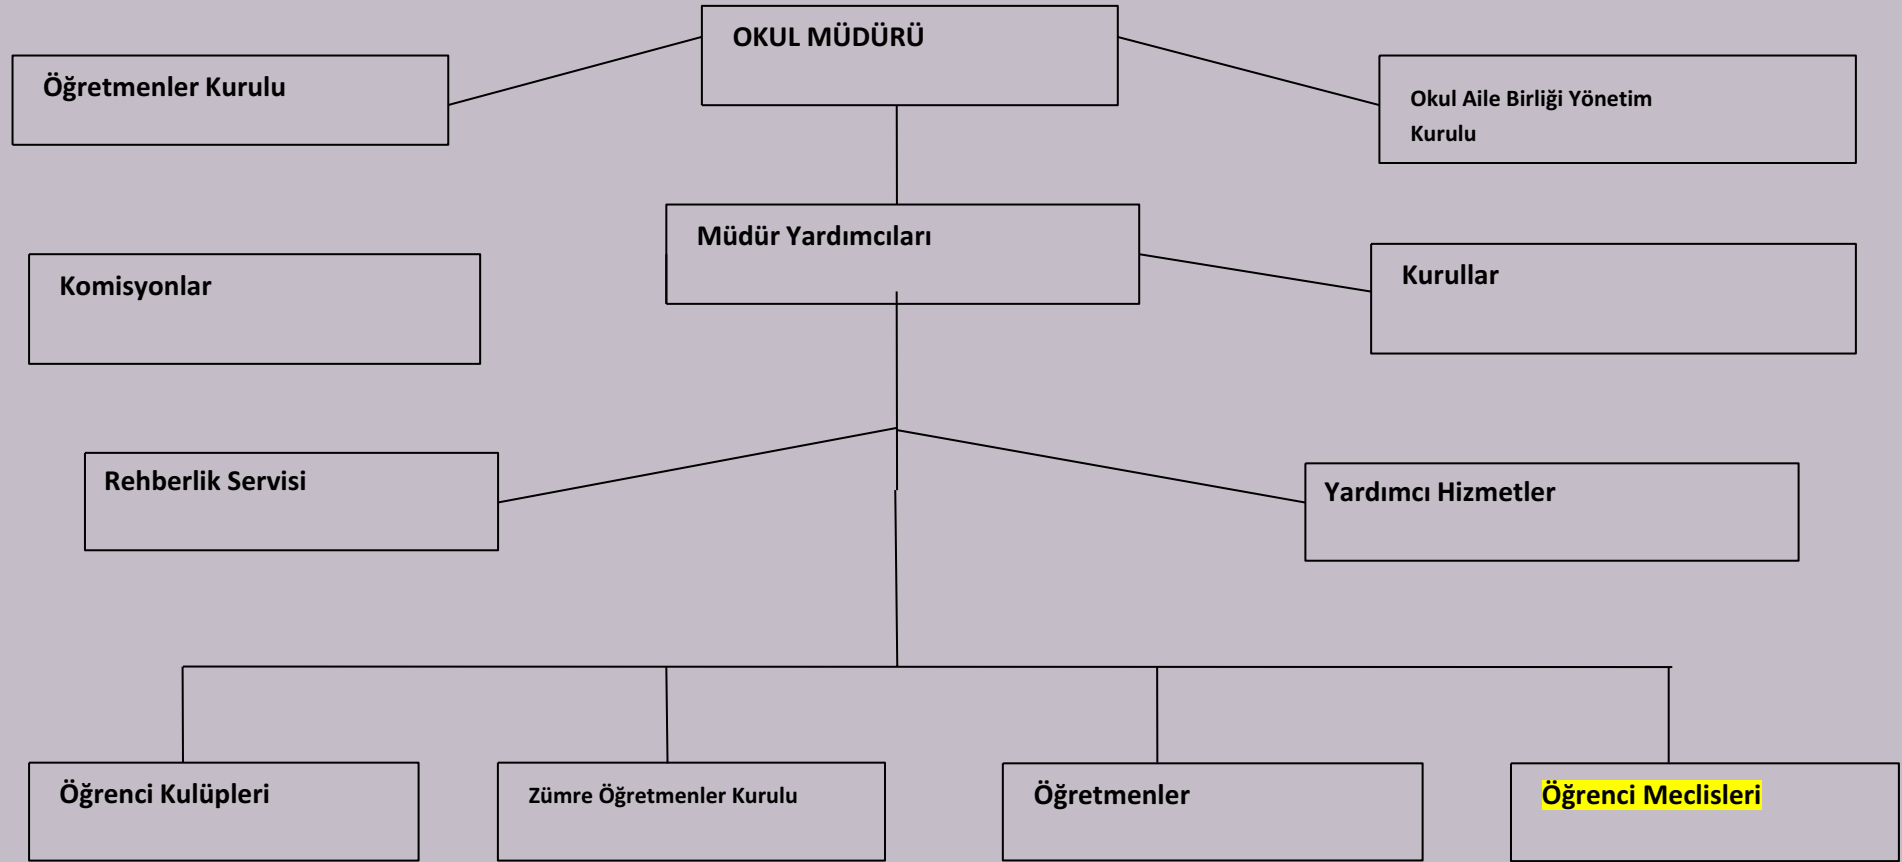 OKUL MÜDÜRÜ
Öğretmenler Kurulu
Okul Aile Birliği Yönetim
Kurulu
Müdür Yardımcıları
Komisyonlar
Kurullar
Rehberlik Servisi
Yardımcı Hizmetler
Öğrenci Kulüpleri
Zümre Öğretmenler Kurulu
Öğretmenler
Öğrenci Meclisleri